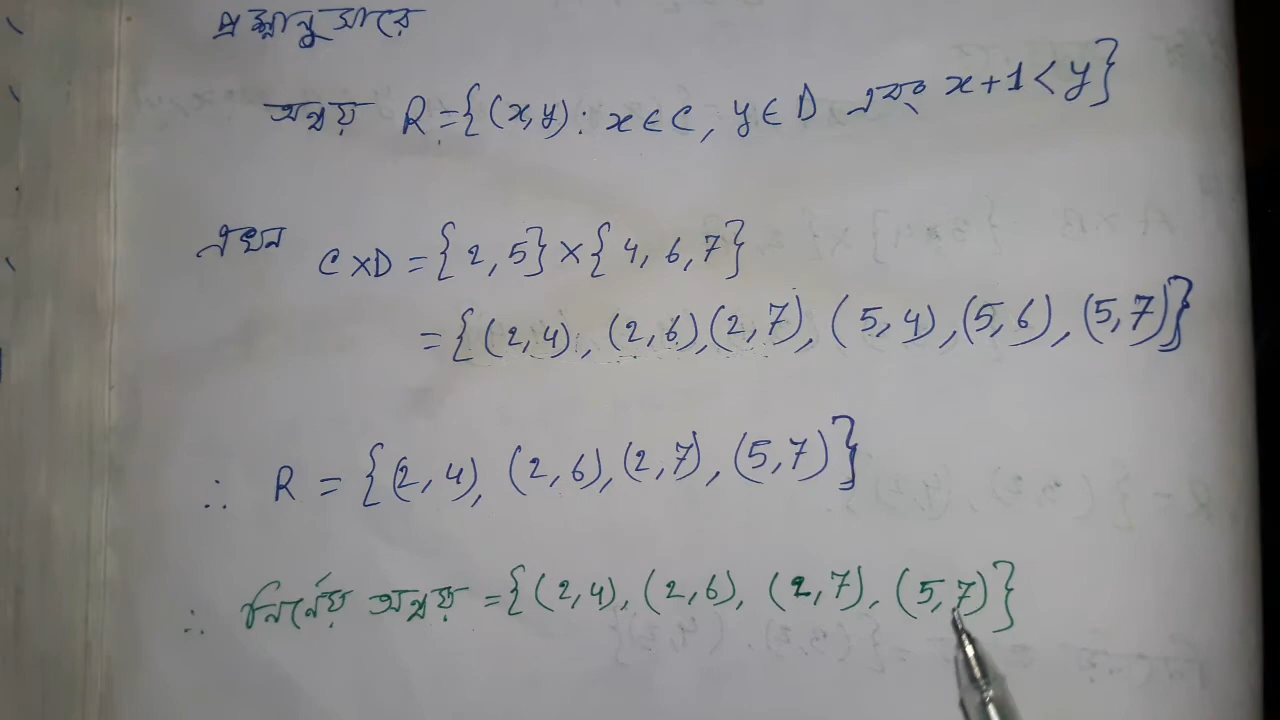 প্রশ্নানুসারে
অন্বয় R = {(x,y) : x ∈ C, y ∈ D এবং x+1 < y}
এখন C×D = {2, 5} × {4, 6, 7}
= {(2,4), (2,6), (2,7), (5,4), (5,6), (5,7)}
∴ R = {(2,4), (2,6), (2,7), (5,7)}
∴ নির্ণেয় অন্বয় = {(2,4), (2,6), (2,7), (5,7)}